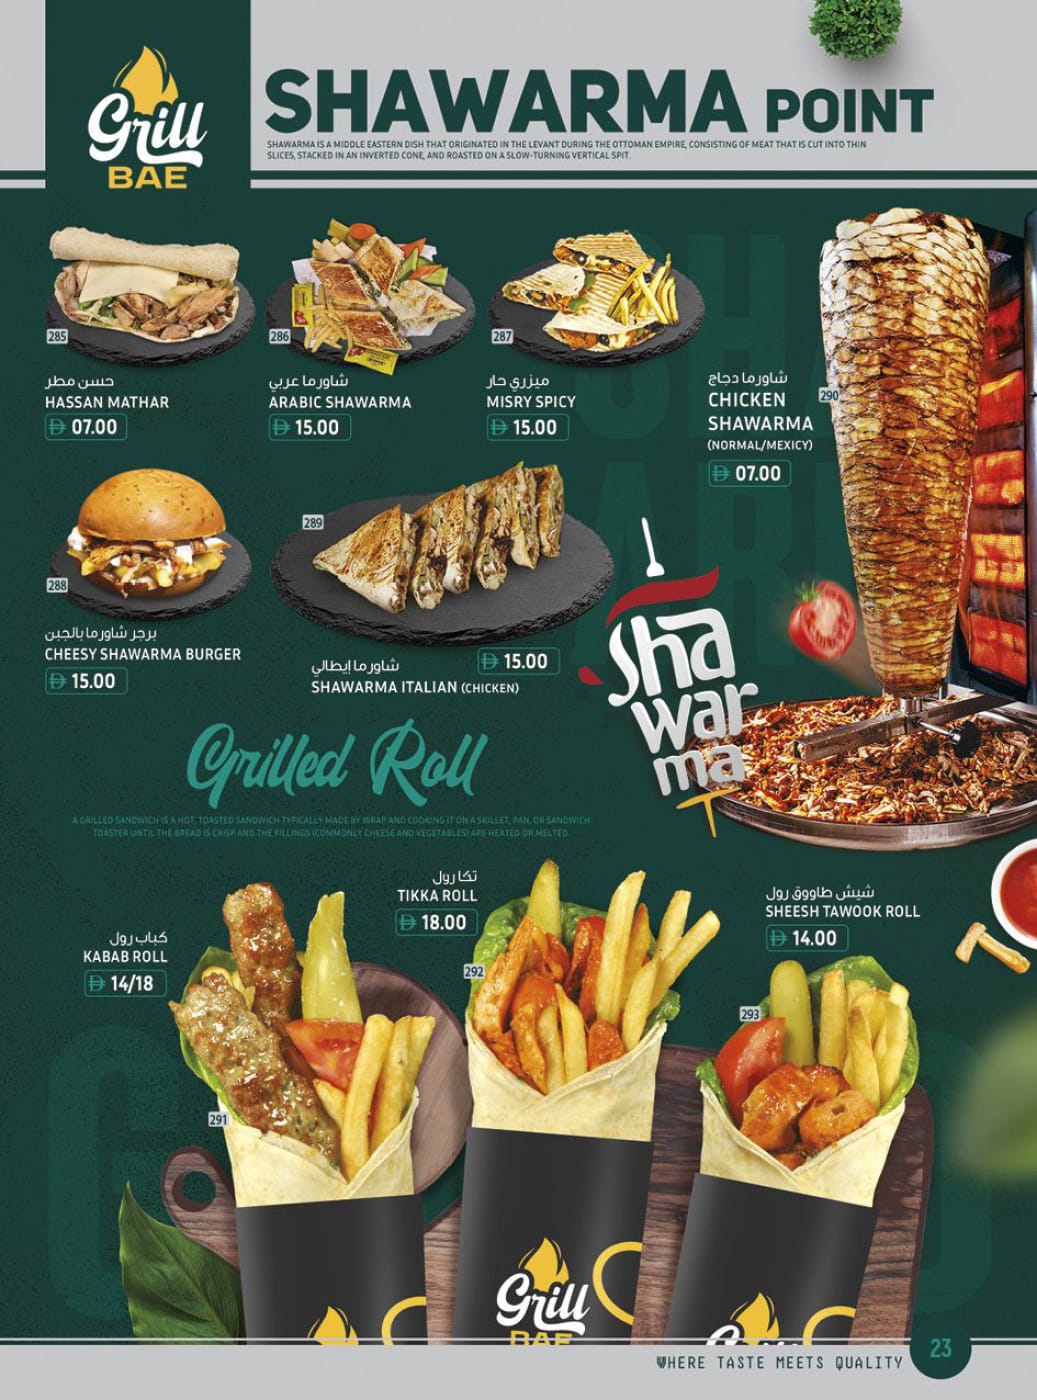 Grill
BAE
SHAWARMA POINT
SHAWARMA IS A MIDDLE EASTERN DISH THAT ORIGINATED IN THE LEVANT DURING THE OTTOMAN EMPIRE, CONSISTING OF MEAT THAT IS CUT INTO THIN
SLICES, STACKED IN AN INVERTED CONE, AND ROASTED ON A SLOW-TURNING VERTICAL SPIT.
285
حسن مطر
HASSAN MATHAR
07.00
286
شاورما عربي
ARABIC SHAWARMA
15.00
287
ميزري حار
MISRY SPICY
15.00
290
شاورما دجاج
CHICKEN
SHAWARMA
(NORMAL/MEXICY)
07.00
288
برجر شاورما بالجبن
CHEESY SHAWARMA BURGER
15.00
289
شاورما إيطالي
SHAWARMA ITALIAN (CHICKEN)
15.00
Sha
war
ma
Grilled Roll
A GRILLED SANDWICH IS A HOT, TOASTED SANDWICH TYPICALLY MADE BY WRAP AND COOKING IT ON A SKILLET, PAN, OR SANDWICH
TOASTER UNTIL THE BREAD IS CRISP AND THE FILLINGS (COMMONLY CHEESE AND VEGETABLES) ARE HEATED OR MELTED.
كباب رول
KABAB ROLL
14/18
291
تكا رول
TIKKA ROLL
18.00
292
شيش طاووق رول
SHEESH TAWOOK ROLL
14.00
293
Grill
BAE
WHERE TASTE MEETS QUALITY
23